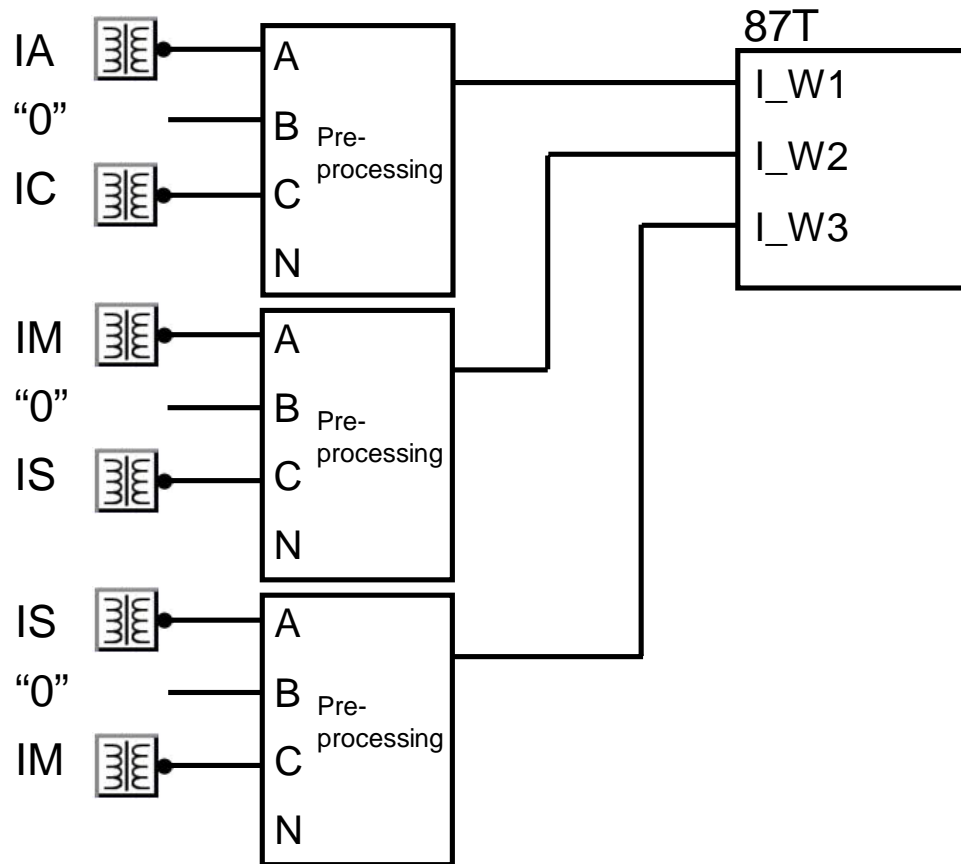 87T
IA
A
I_W1
“0”
B
Pre-
processing
I_W2
IC
C
I_W3
N
IM
A
“0”
B
Pre-
processing
IS
C
N
IS
A
“0”
B
Pre-
processing
IM
C
N